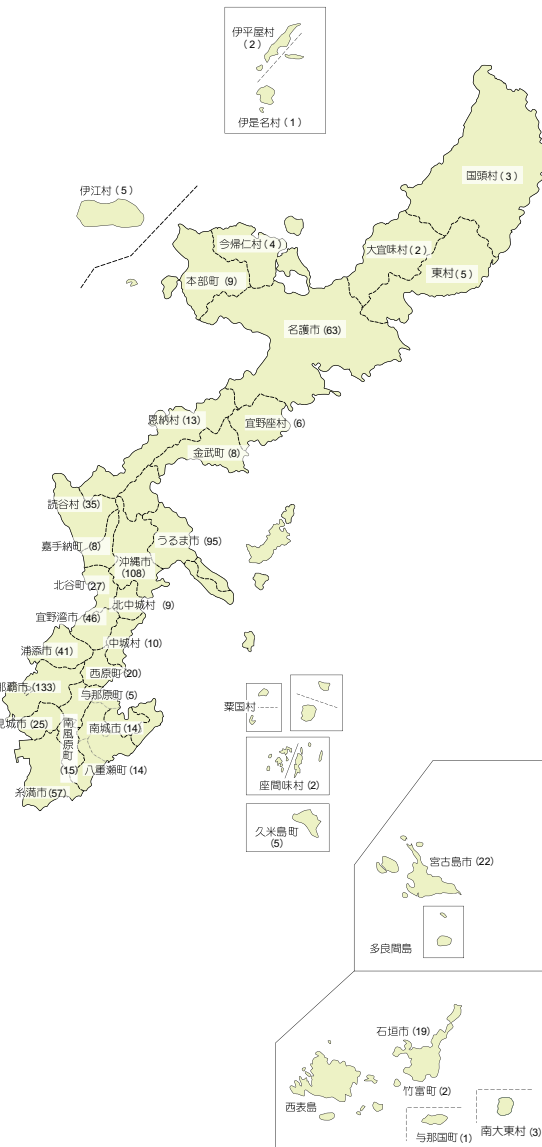 伊平屋村
(2)
伊是名村(1)
国頭村(3)
伊江村(5)
今帰仁村(4)
大宜味村(2)
本部町(9)
東村(5)
名護市(63)
恩納村(13)
宜野座村(6)
金武町(8)
読谷村(35)
うるま市(95)
嘉手納町(8)
沖縄市
(108)
北谷町(27)
北中城村(9)
宜野湾市(46)
中城村(10)
浦添市(41)
西原町(20)
那覇市(133)
与那原町(5)
見城市(25)
南風原町
(15)
南城市(14)
八重瀬町(14)
糸満市(57)
粟国村
座間味村(2)
久米島町
(5)
宮古島市(22)
多良間島
石垣市(19)
竹富町(2)
西表島
与那国町(1)
南大東村(3)